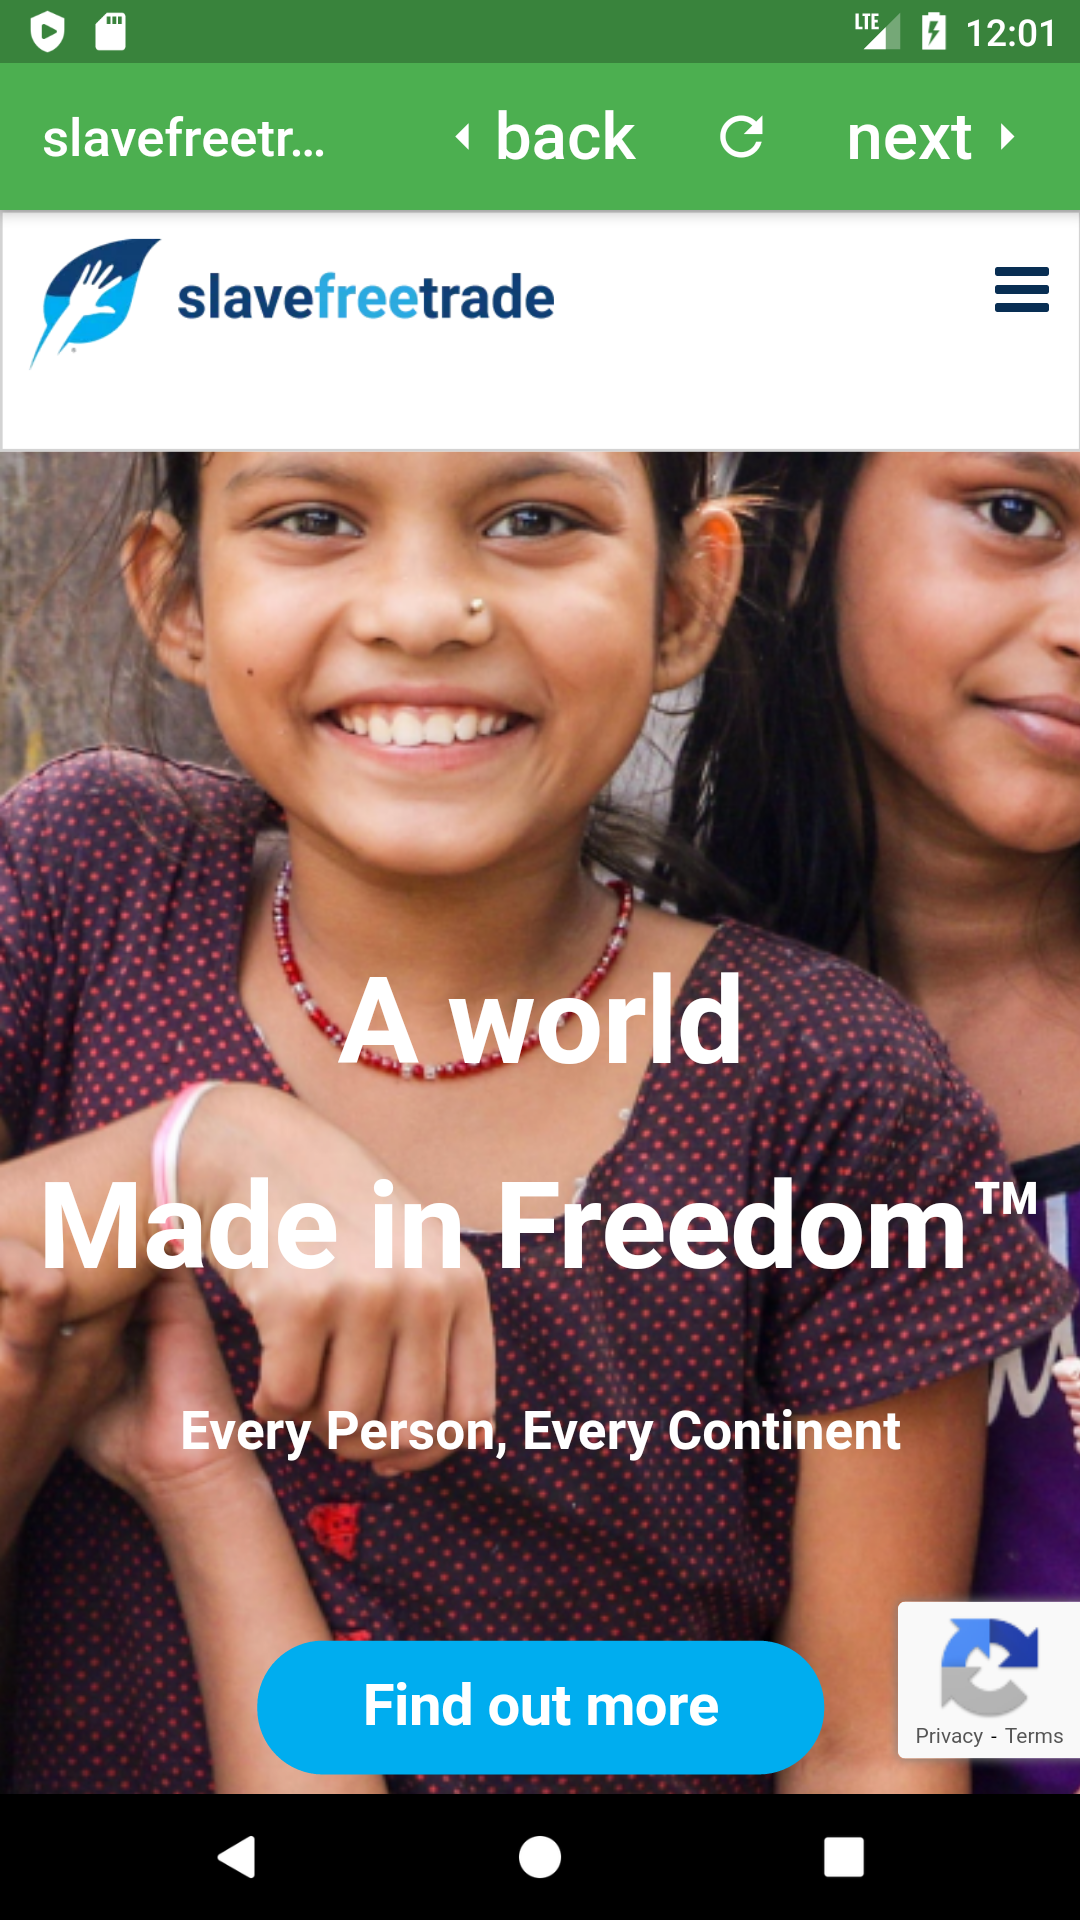 LTE 12:01
slavefreetr... back next
slavefreetrade
A world
Made in Freedom™
Every Person, Every Continent
Find out more
Privacy - Terms